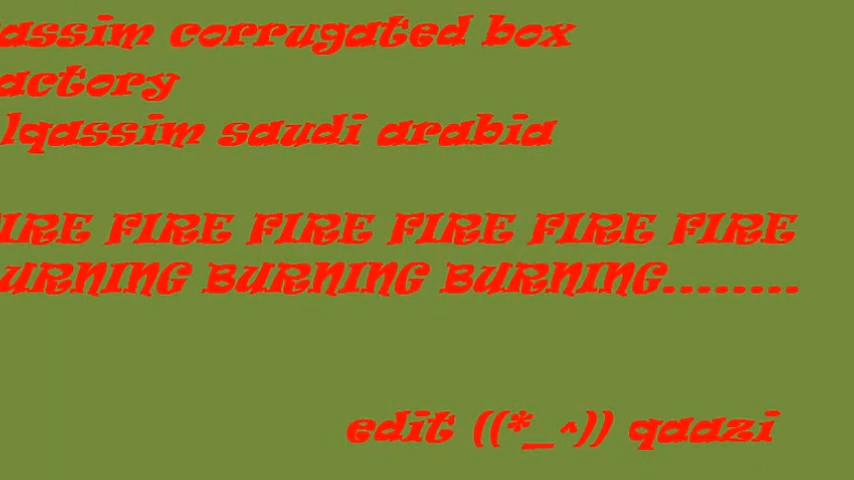 assim corrugated box
actory
lqassim saudi arabia
IRE FIRE FIRE FIRE FIRE FIRE
URNING BURNING BURNING........
edit ((*_^)) qaazi